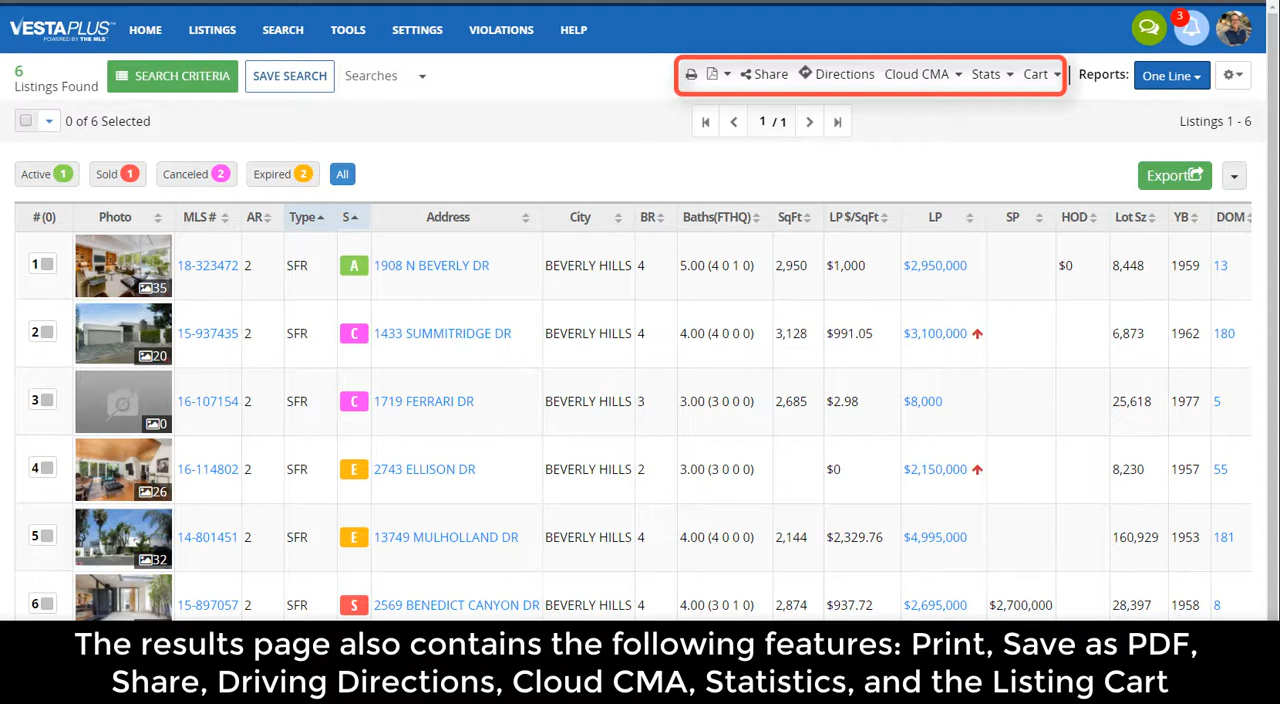 VESTAPLUS™ HOME LISTINGS SEARCH TOOLS SETTINGS VIOLATIONS HELP 3
POWERED BY THE MLS™
6
Listings Found SEARCH CRITERIA SAVE SEARCH Searches Share Directions Cloud CMA Stats Cart Reports: One Line
0 of 6 Selected 1 / 1 Listings 1 - 6
Active 1 Sold 1 Canceled 2 Expired 2 All Export
# (0) Photo MLS # AR Type S Address City BR Baths(FTHQ) SqFt LP $/SqFt LP SP HOD Lot Sz YB DOM
1 35 18-323472 2 SFR A 1908 N BEVERLY DR BEVERLY HILLS 4 5.00 (4 0 1 0) 2,950 $1,000 $2,950,000 $0 8,448 1959 13
2 20 15-937435 2 SFR C 1433 SUMMITRIDGE DR BEVERLY HILLS 4 4.00 (4 0 0 0) 3,128 $991.05 $3,100,000 6,873 1962 180
3 0 16-107154 2 SFR C 1719 FERRARI DR BEVERLY HILLS 3 3.00 (3 0 0 0) 2,685 $2.98 $8,000 25,618 1977 5
4 26 16-114802 2 SFR E 2743 ELLISON DR BEVERLY HILLS 2 3.00 (3 0 0 0) $0 $2,150,000 8,230 1957 55
5 32 14-801451 2 SFR E 13749 MULHOLLAND DR BEVERLY HILLS 4 4.00 (4 0 0 0) 2,144 $2,329.76 $4,995,000 160,929 1953 181
6 15-897057 2 SFR S 2569 BENEDICT CANYON DR BEVERLY HILLS 4 4.00 (3 0 1 0) 2,874 $937.72 $2,695,000 $2,700,000 28,397 1958 8
The results page also contains the following features: Print, Save as PDF,
Share, Driving Directions, Cloud CMA, Statistics, and the Listing Cart